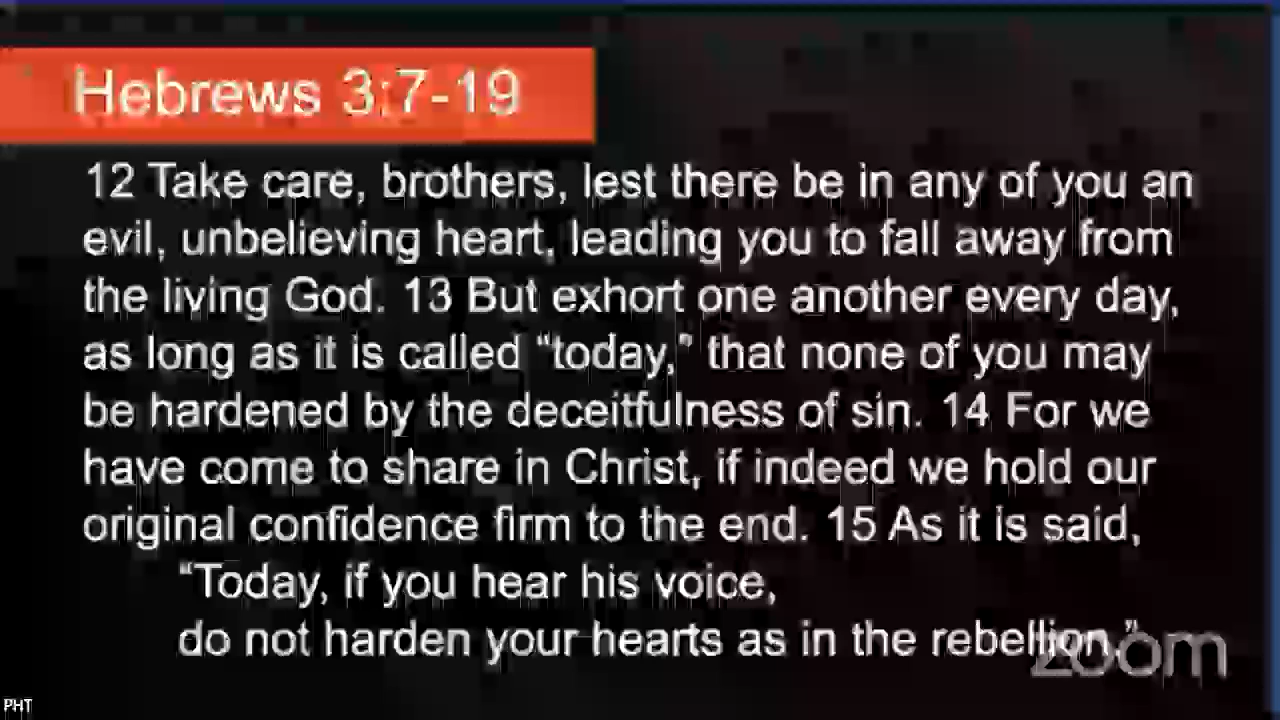 Hebrews 3:7-19
12 Take care, brothers, lest there be in any of you an
evil, unbelieving heart, leading you to fall away from
the living God. 13 But exhort one another every day,
as long as it is called “today,” that none of you may
be hardened by the deceitfulness of sin. 14 For we
have come to share in Christ, if indeed we hold our
original confidence firm to the end. 15 As it is said,
“Today, if you hear his voice,
do not harden your hearts as in the rebellion,”
zoom
PHT